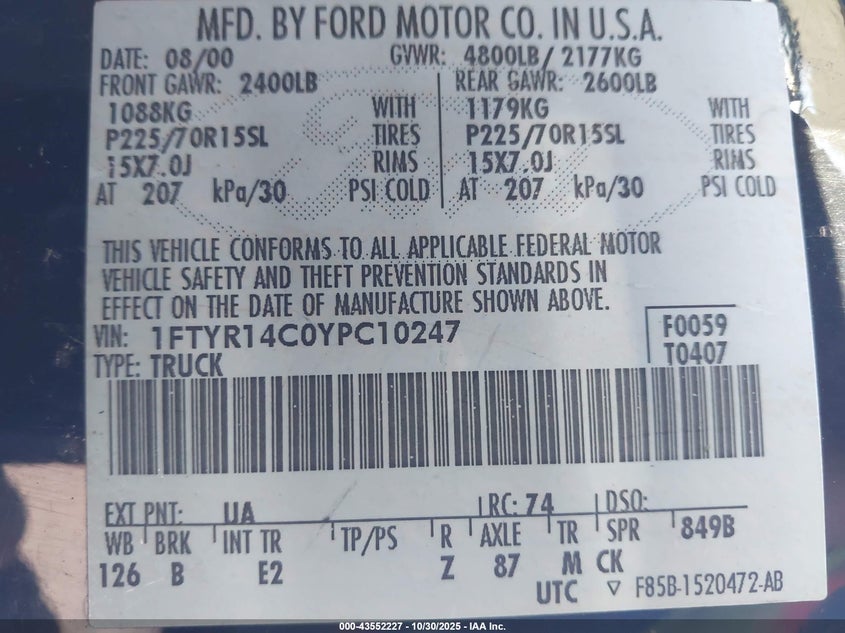 MFD. BY FORD MOTOR CO. IN U.S.A.
DATE: 08/00 GVWR: 4800LB/ 2177KG
FRONT GAWR: 2400LB REAR GAWR: 2600LB
1088KG WITH 1179KG WITH
P225/70R15SL TIRES P225/70R15SL TIRES
15X7.0J RIMS 15X7.0J RIMS
AT 207 kPa/30 PSI COLD AT 207 kPa/30 PSI COLD
THIS VEHICLE CONFORMS TO ALL APPLICABLE FEDERAL MOTOR
VEHICLE SAFETY AND THEFT PREVENTION STANDARDS IN
EFFECT ON THE DATE OF MANUFACTURE SHOWN ABOVE.
VIN: 1FTYR14C0YPC10247 F0059
TYPE: TRUCK T0407
EXT PNT: UA RC: 74 DSO:
WB BRK INT TR TP/PS R AXLE TR SPR 849B
126 B E2 Z 87 M CK
UTC ▽ F85B-1520472-AB
000-43552227 - 10/30/2025 - IAA Inc.